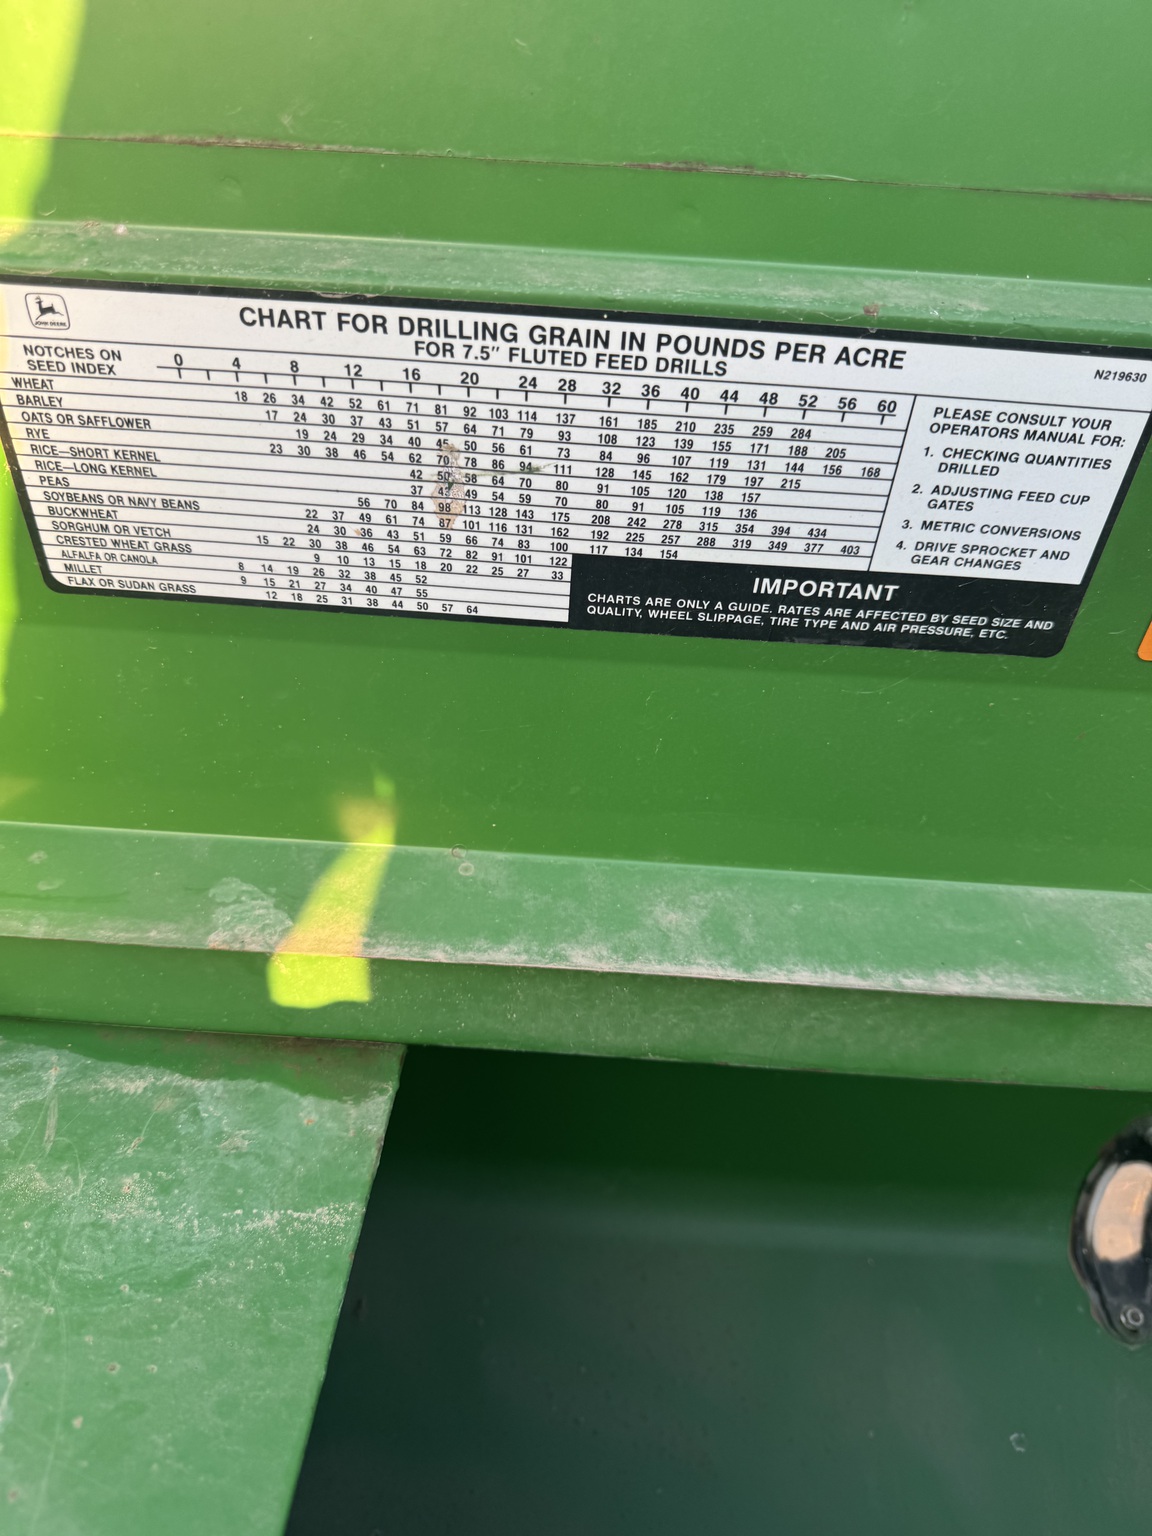 JOHN DEERE
CHART FOR DRILLING GRAIN IN POUNDS PER ACRE
FOR 7.5" FLUTED FEED DRILLS
N219630
NOTCHES ON
SEED INDEX
0 4 8 12 16 20 24 28 32 36 40 44 48 52 56 60
WHEAT 18 26 34 42 52 61 71 81 92 103 114 137 161 185 210 235 259 284
BARLEY 17 24 30 37 43 51 57 64 71 79 93 108 123 139 155 171 188 205
OATS OR SAFFLOWER 19 24 29 34 40 45 50 56 61 73 84 96 107 119 131 144 156 168
RYE 23 30 38 46 54 62 70 78 86 94 111 128 145 162 179 197 215
RICE—SHORT KERNEL 42 50 58 64 70 80 91 105 120 138 157
RICE—LONG KERNEL 37 43 49 54 59 70 80 91 105 119 136
PEAS 56 70 84 98 113 128 143 175 208 242 278 315 354 394 434
SOYBEANS OR NAVY BEANS 22 37 49 61 74 87 101 116 131 162 192 225 257 288 319 349 377 403
BUCKWHEAT 24 30 36 43 51 59 66 74 83 100 117 134 154
SORGHUM OR VETCH 15 22 30 38 46 54 63 72 82 91 101 122
CRESTED WHEAT GRASS 9 10 13 15 18 20 22 25 27 33
ALFALFA OR CANOLA 8 14 19 26 32 38 45 52
MILLET 9 15 21 27 34 40 47 55
FLAX OR SUDAN GRASS 12 18 25 31 38 44 50 57 64
PLEASE CONSULT YOUR
OPERATORS MANUAL FOR:
1. CHECKING QUANTITIES
DRILLED
2. ADJUSTING FEED CUP
GATES
3. METRIC CONVERSIONS
4. DRIVE SPROCKET AND
GEAR CHANGES
IMPORTANT
CHARTS ARE ONLY A GUIDE. RATES ARE AFFECTED BY SEED SIZE AND
QUALITY, WHEEL SLIPPAGE, TIRE TYPE AND AIR PRESSURE, ETC.